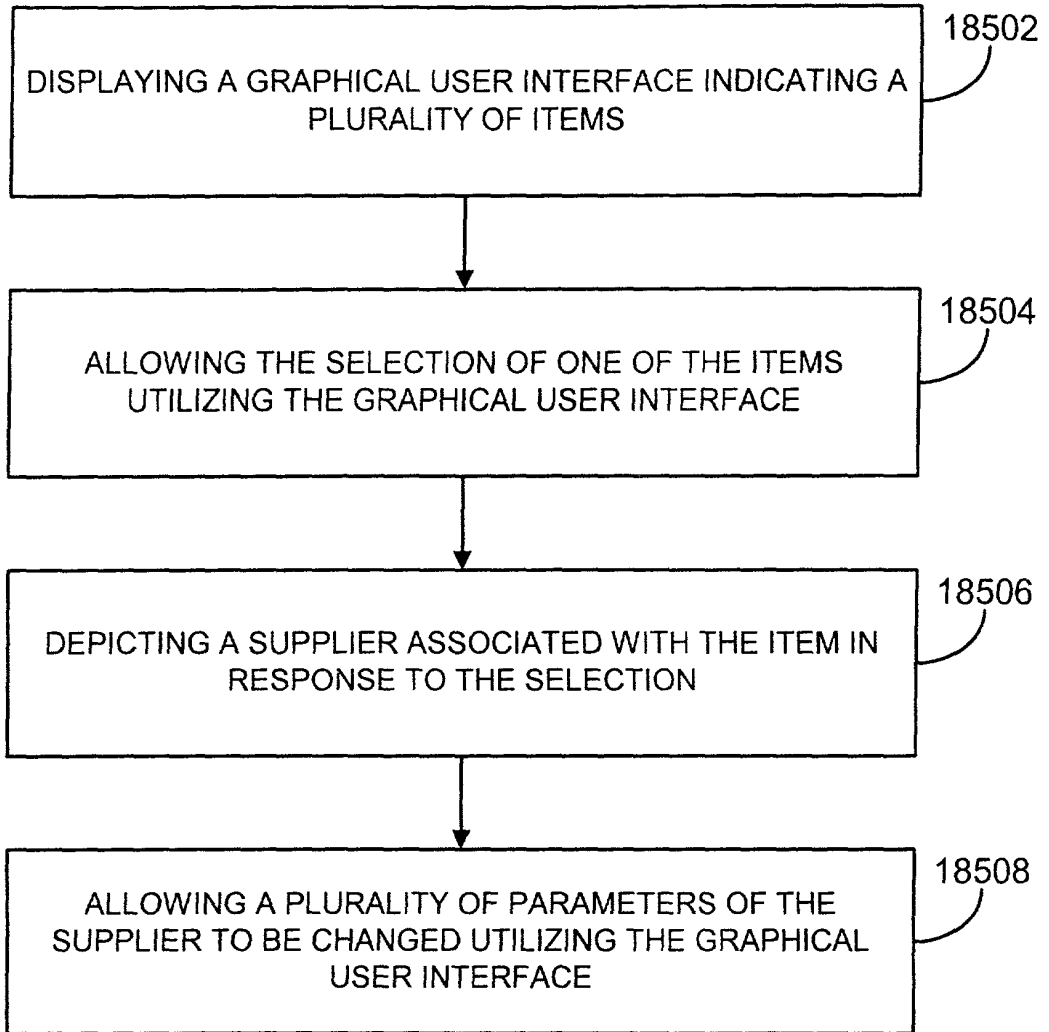 18502
DISPLAYING A GRAPHICAL USER INTERFACE INDICATING A
PLURALITY OF ITEMS
18504
ALLOWING THE SELECTION OF ONE OF THE ITEMS
UTILIZING THE GRAPHICAL USER INTERFACE
18506
DEPICTING A SUPPLIER ASSOCIATED WITH THE ITEM IN
RESPONSE TO THE SELECTION
18508
ALLOWING A PLURALITY OF PARAMETERS OF THE
SUPPLIER TO BE CHANGED UTILIZING THE GRAPHICAL
USER INTERFACE